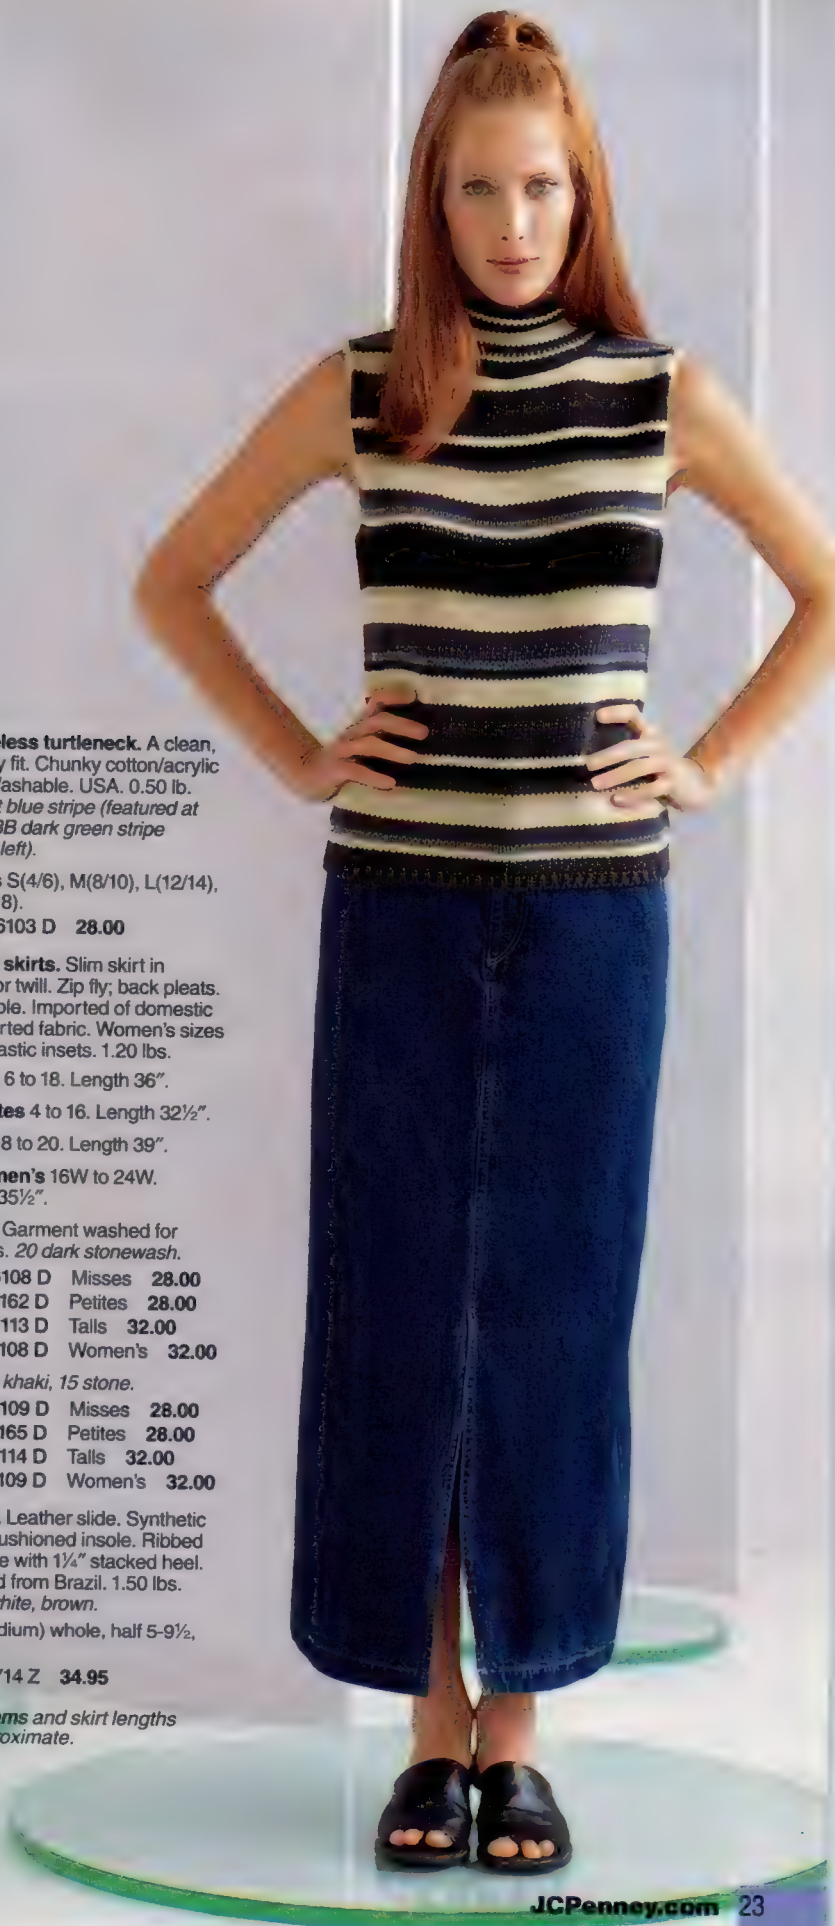 less turtleneck. A clean,
y fit. Chunky cotton/acrylic
Washable. USA. 0.50 lb.
t blue stripe (featured at
3B dark green stripe
left).
s S(4/6), M(8/10), L(12/14),
8).
6103 D 28.00
skirts. Slim skirt in
or twill. Zip fly; back pleats.
ble. Imported of domestic
rted fabric. Women's sizes
astic insets. 1.20 lbs.
6 to 18. Length 36″.
tes 4 to 16. Length 32½″.
8 to 20. Length 39″.
men's 16W to 24W.
35½″.
Garment washed for
s. 20 dark stonewash.
108 D Misses 28.00
162 D Petites 28.00
113 D Talls 32.00
108 D Women's 32.00
khaki, 15 stone.
109 D Misses 28.00
165 D Petites 28.00
114 D Talls 32.00
109 D Women's 32.00
. Leather slide. Synthetic
ushioned insole. Ribbed
e with 1¼″ stacked heel.
d from Brazil. 1.50 lbs.
hite, brown.
dium) whole, half 5-9½,
714 Z 34.95
ms and skirt lengths
roximate.
JCPenney.com 23